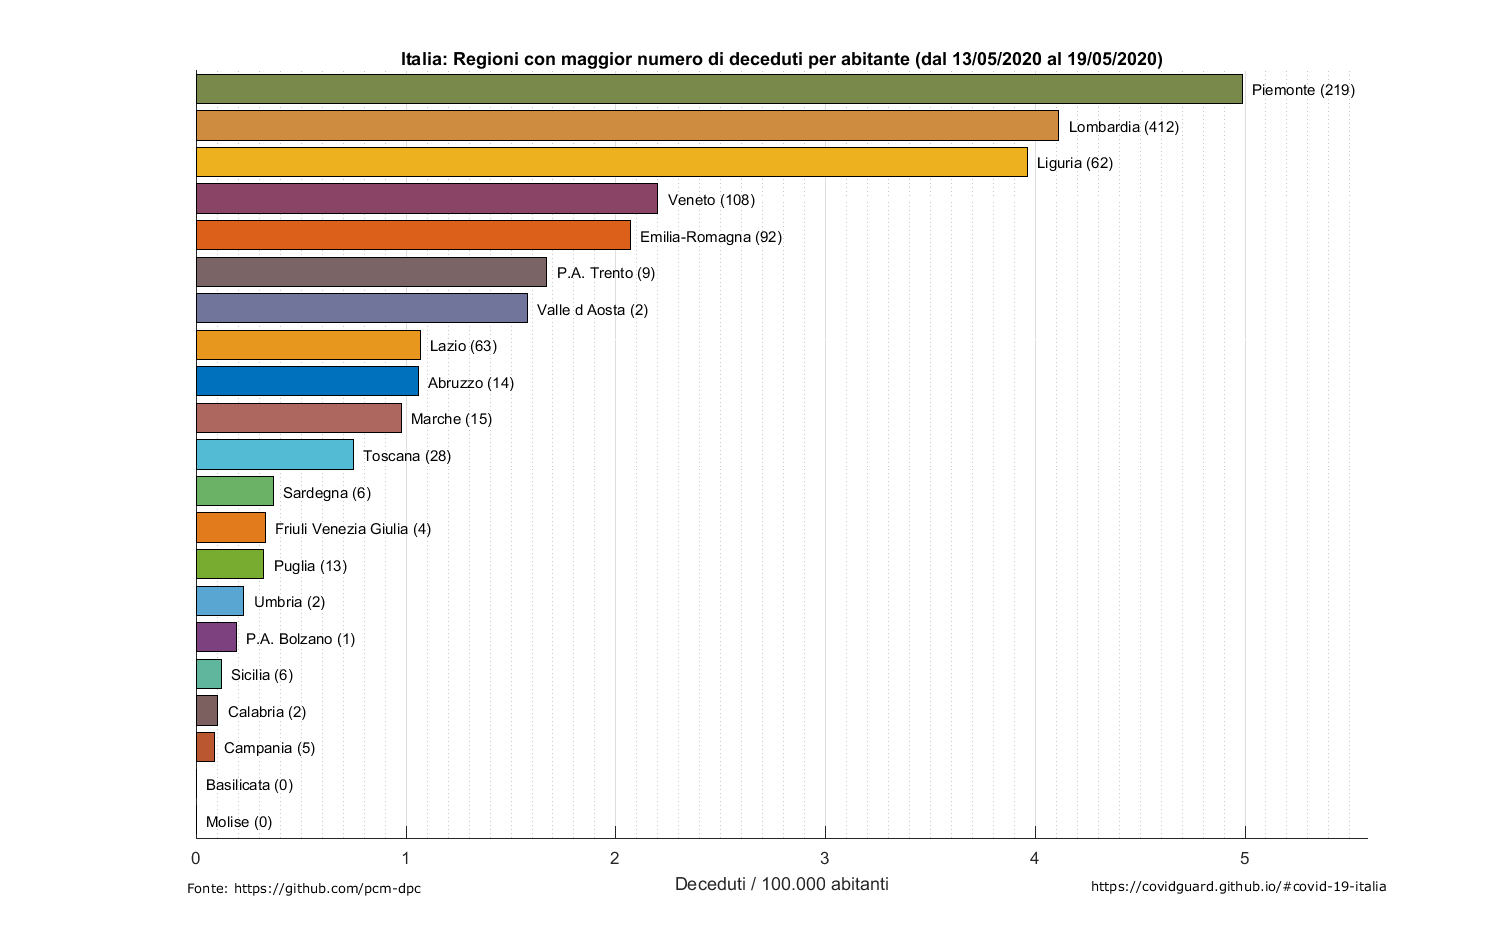 Italia: Regioni con maggior numero di deceduti per abitante (dal 13/05/2020 al 19/05/2020)
Piemonte (219)
Lombardia (412)
Liguria (62)
Veneto (108)
Emilia-Romagna (92)
P.A. Trento (9)
Valle d Aosta (2)
Lazio (63)
Abruzzo (14)
Marche (15)
Toscana (28)
Sardegna (6)
Friuli Venezia Giulia (4)
Puglia (13)
Umbria (2)
P.A. Bolzano (1)
Sicilia (6)
Calabria (2)
Campania (5)
Basilicata (0)
Molise (0)
0 1 2 3 4 5
Deceduti / 100.000 abitanti
Fonte: https://github.com/pcm-dpc
https://covidguard.github.io/#covid-19-italia